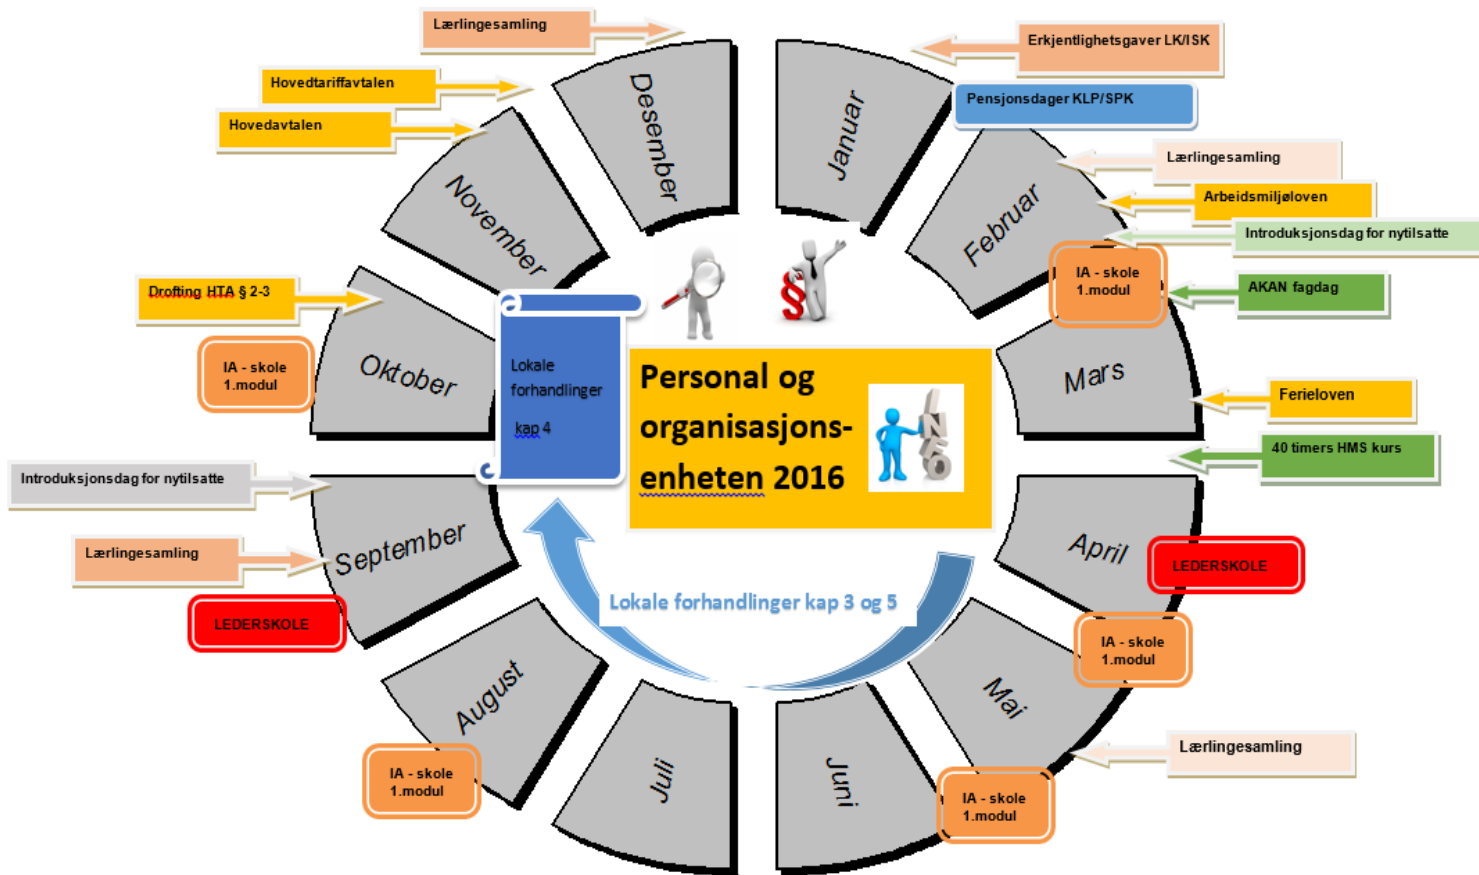 Lærlingesamling
Erkjentlighetsgaver LK/ISK
Hovedtariffavtalen
Pensjonsdager KLP/SPK
Hovedavtalen
Desember
Januar
Lærlingesamling
Arbeidsmiljøloven
November
Februar
Introduksjonsdag for nytilsatte
IA - skole
1.modul
Drofting HTA § 2-3
AKAN fagdag
IA - skole
1.modul
Oktober
Lokale
forhandlinger
kap 4
Personal og
organisasjons-
enheten 2016
INFO
Mars
Ferieloven
40 timers HMS kurs
Introduksjonsdag for nytilsatte
September
April
Lærlingesamling
LEDERSKOLE
LEDERSKOLE
Lokale forhandlinger kap 3 og 5
IA - skole
1.modul
August
Mai
Lærlingesamling
IA - skole
1.modul
Juli
Juni
IA - skole
1.modul